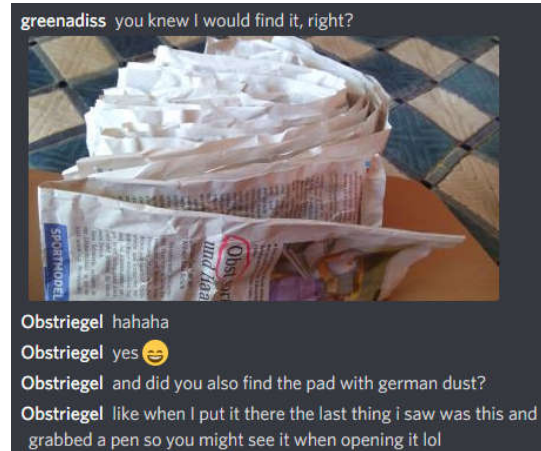 greenadiss you knew I would find it, right?
SPORTMODEL
Obst
und Haa
Obstriegel hahaha
Obstriegel yes 😄
Obstriegel and did you also find the pad with german dust?
Obstriegel like when I put it there the last thing i saw was this and
grabbed a pen so you might see it when opening it lol